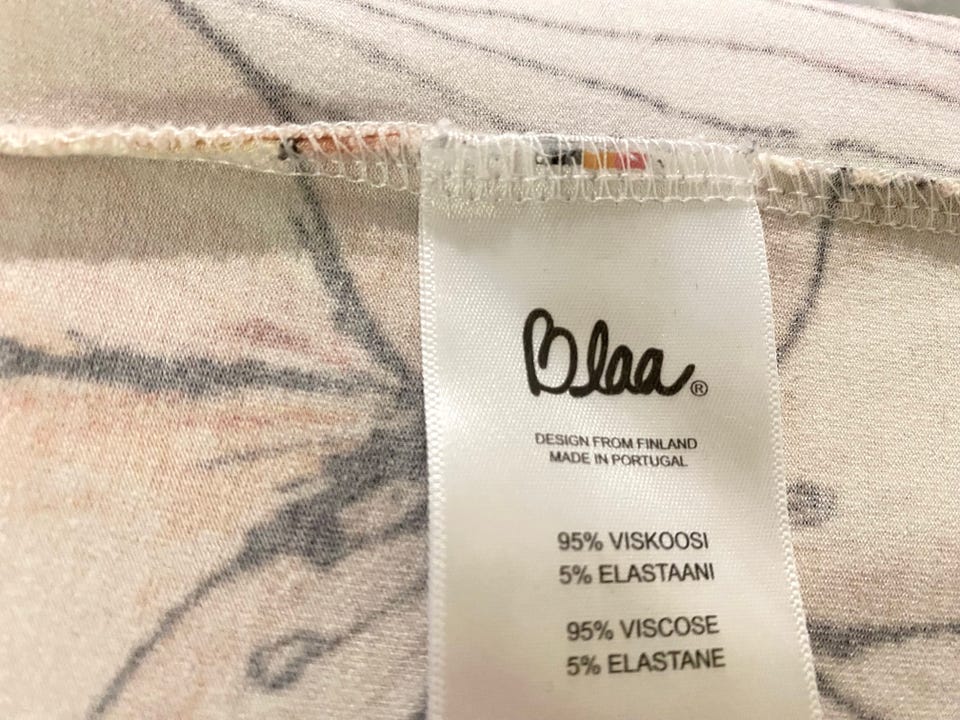 Blaa®
DESIGN FROM FINLAND
MADE IN PORTUGAL
95% VISKOOSI
5% ELASTAANI
95% VISCOSE
5% ELASTANE